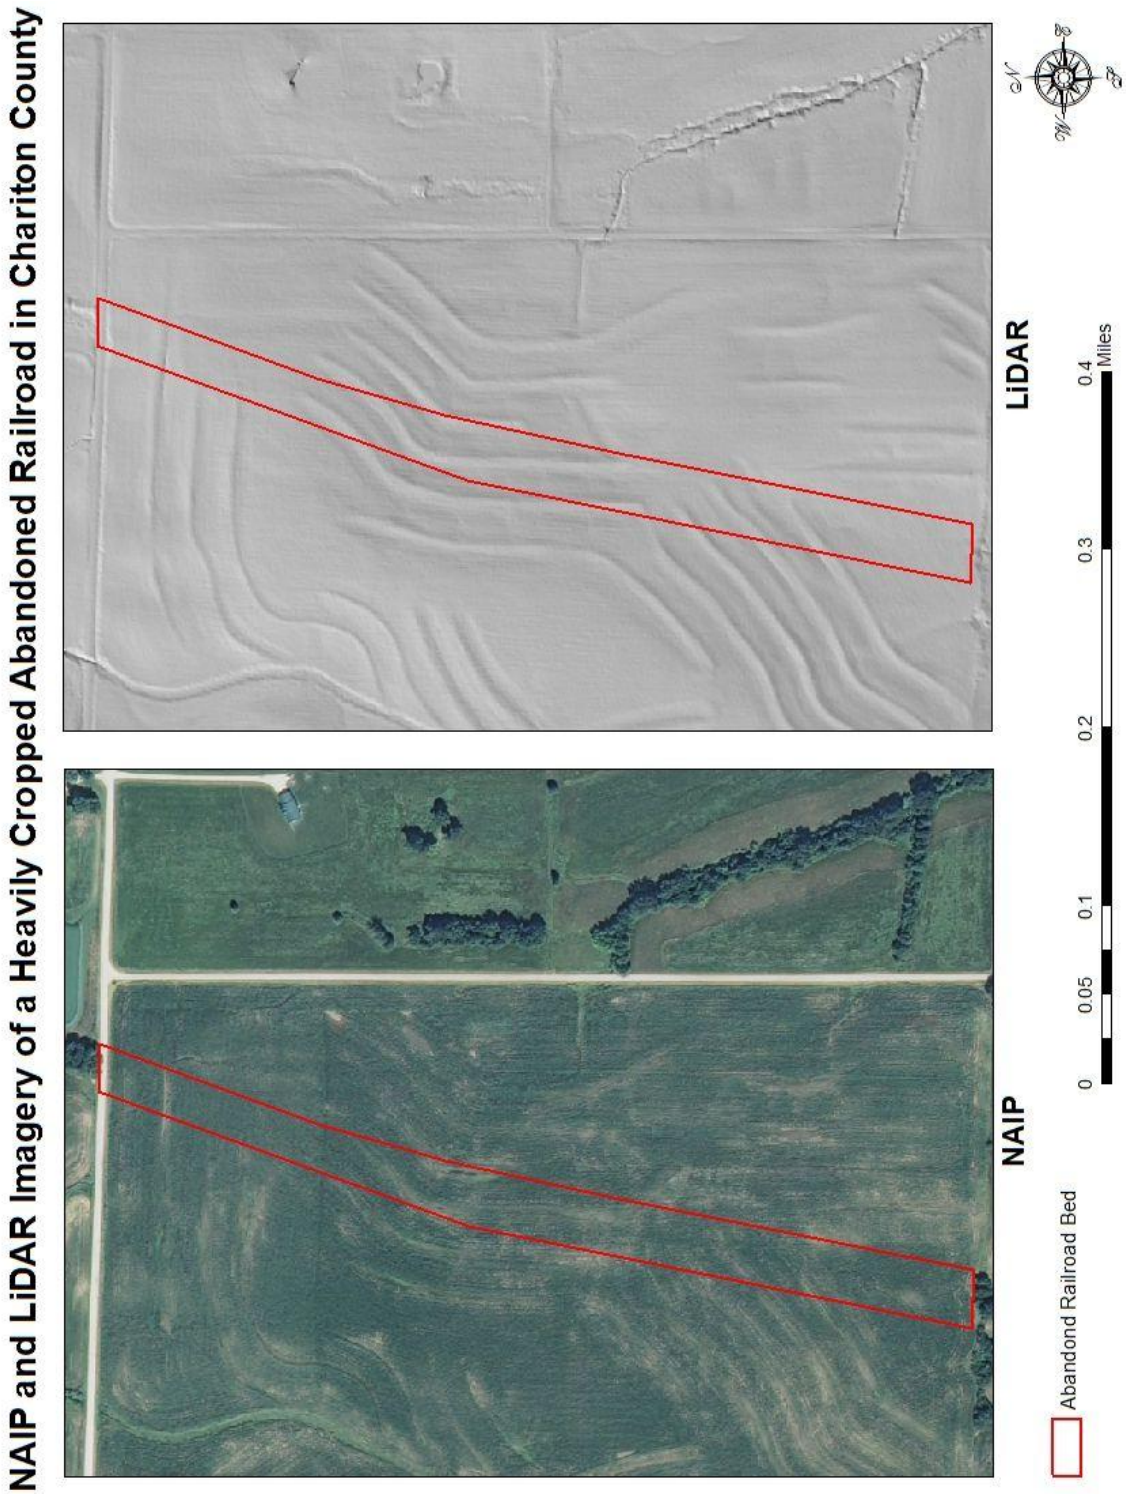 NAIP and LiDAR Imagery of a Heavily Cropped Abandoned Railroad in Chariton County
NAIP
LiDAR
Abandond Railroad Bed
0 0.05 0.1 0.2 0.3 0.4
Miles
N
W
E
S